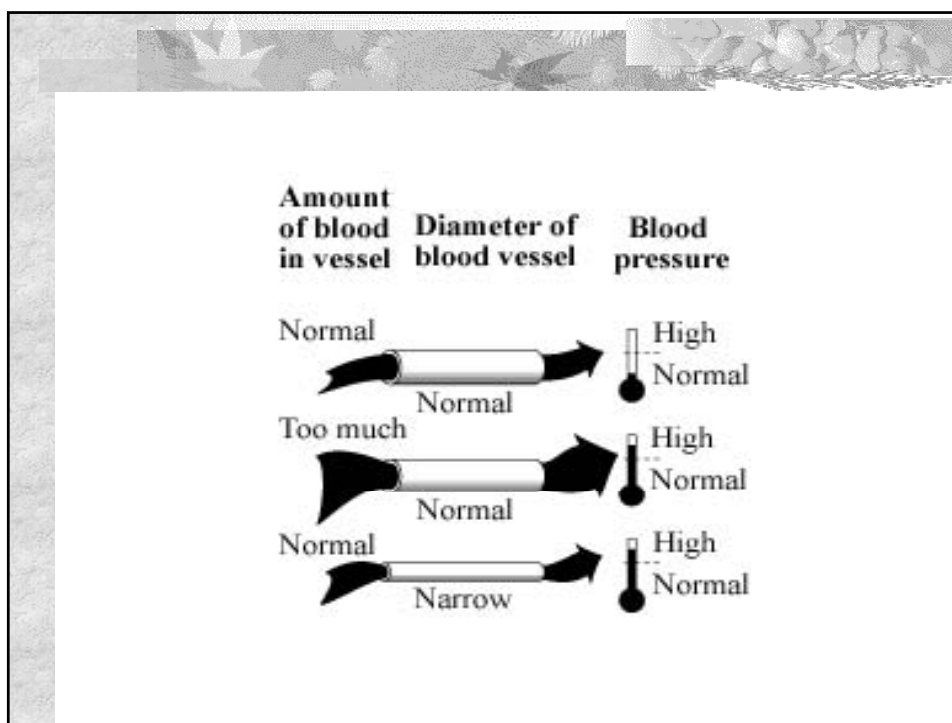 Amount
of blood
in vessel
Diameter of
blood vessel
Blood
pressure
Normal
Normal
High
Normal
Too much
Normal
High
Normal
Normal
Narrow
High
Normal